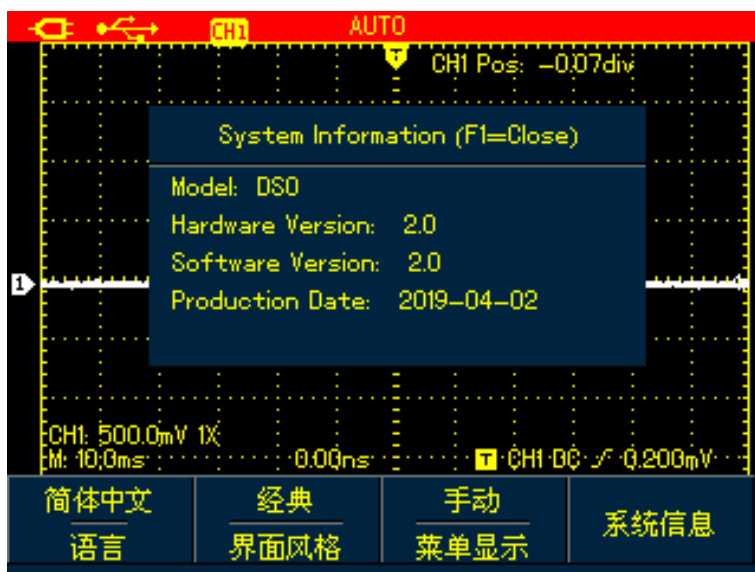 CH1 AUTO
T CH1 Pos: -0.07div
System Information (F1=Close)
Model: DSO
Hardware Version: 2.0
Software Version: 2.0
Production Date: 2019-04-02
1
CH1: 500.0mV 1X
M: 10.0ms 0.00ns T CH1 DC 0.200mV
简体中文 经典 手动 系统信息
语言 界面风格 菜单显示